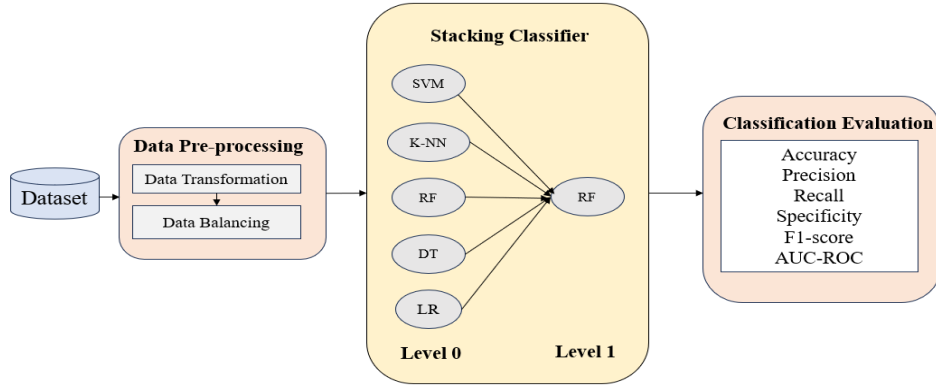 Dataset
Data Pre-processing
Data Transformation
Data Balancing
Stacking Classifier
SVM
K-NN
RF
DT
LR
Level 0
RF
Level 1
Classification Evaluation
Accuracy
Precision
Recall
Specificity
F1-score
AUC-ROC